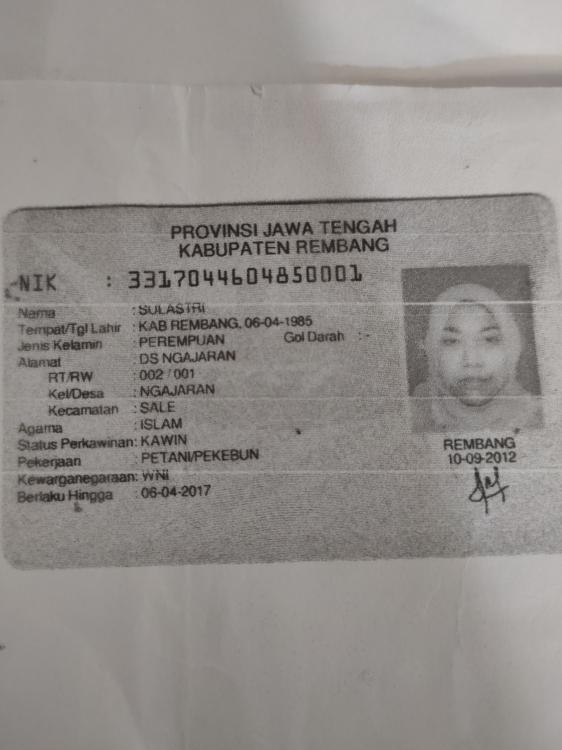 PROVINSI JAWA TENGAH
KABUPATEN REMBANG
NIK : 3317044604850001
Nama : SULASTRI
Tempat/Tgl Lahir : KAB REMBANG, 06-04-1985
Jenis Kelamin : PEREMPUAN Gol Darah : -
Alamat : DS NGAJARAN
RT/RW : 002 / 001
Kel/Desa : NGAJARAN
Kecamatan : SALE
Agama : ISLAM
Status Perkawinan: KAWIN
Pekerjaan : PETANI/PEKEBUN
Kewarganegaraan: WNI
Berlaku Hingga : 06-04-2017
REMBANG
10-09-2012